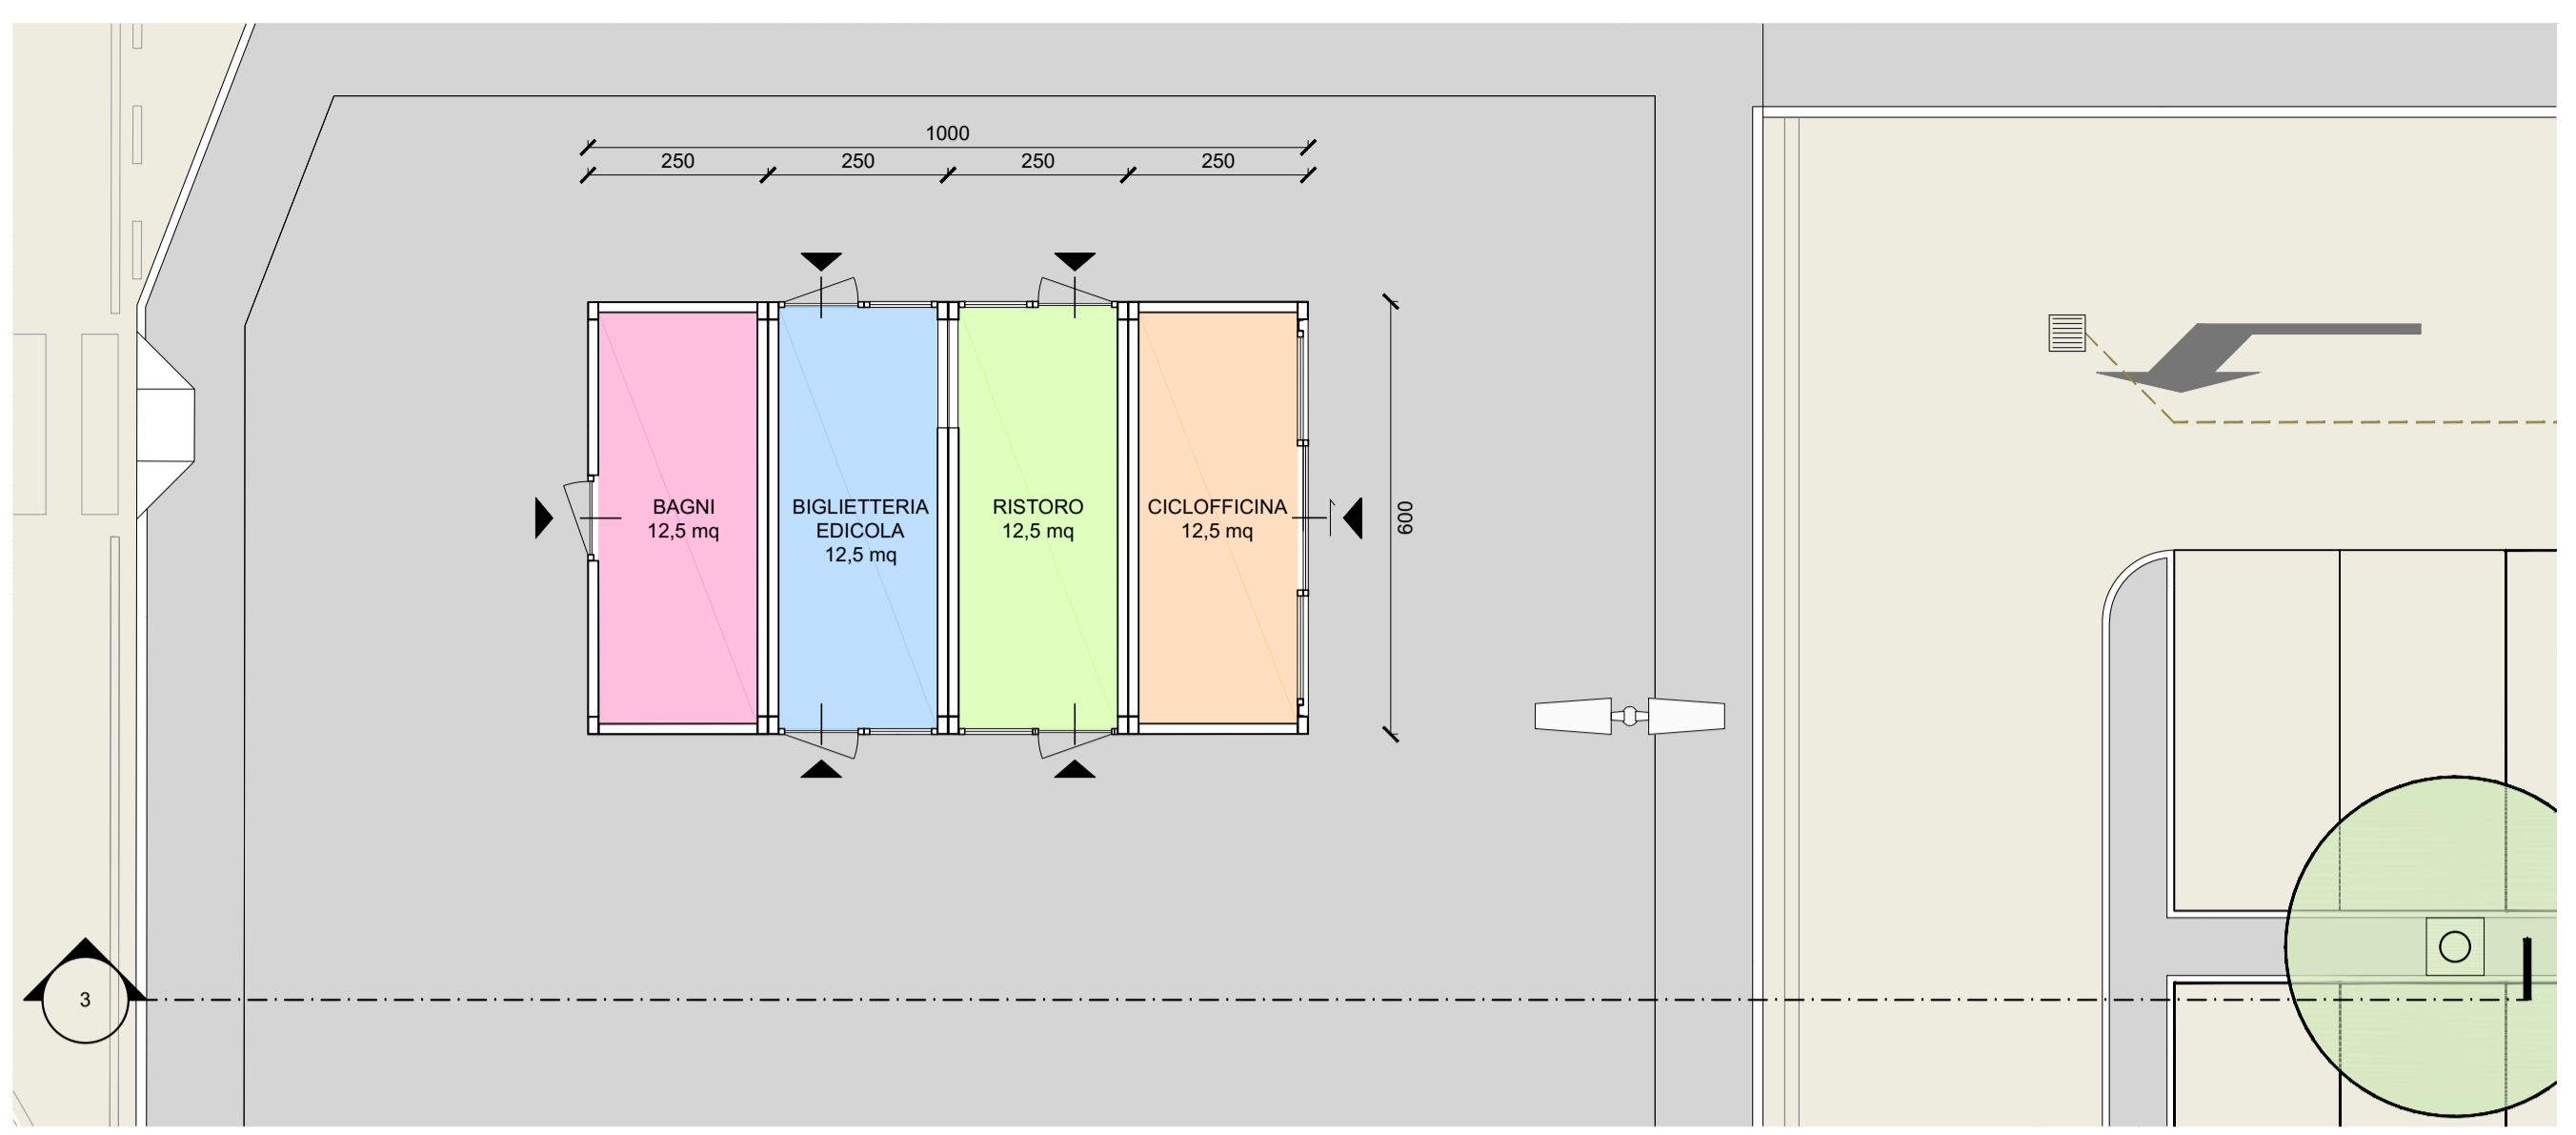 1000
250
250
250
250
BAGNI
12,5 mq
BIGLIETTERIA
EDICOLA
12,5 mq
RISTORO
12,5 mq
CICLOFFICINA
12,5 mq
600
3